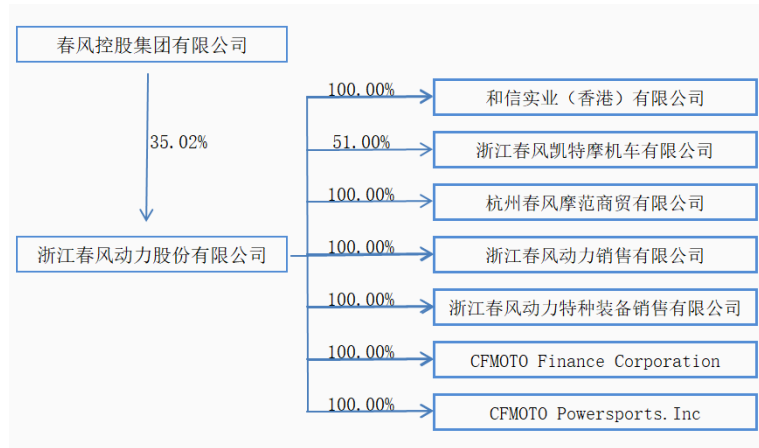 春风控股集团有限公司
35.02%
浙江春风动力股份有限公司
100.00%
和信实业（香港）有限公司
51.00%
浙江春风凯特摩机车有限公司
100.00%
杭州春风摩范商贸有限公司
100.00%
浙江春风动力销售有限公司
100.00%
浙江春风动力特种装备销售有限公司
100.00%
CFMOTO Finance Corporation
100.00%
CFMOTO Powersports.Inc